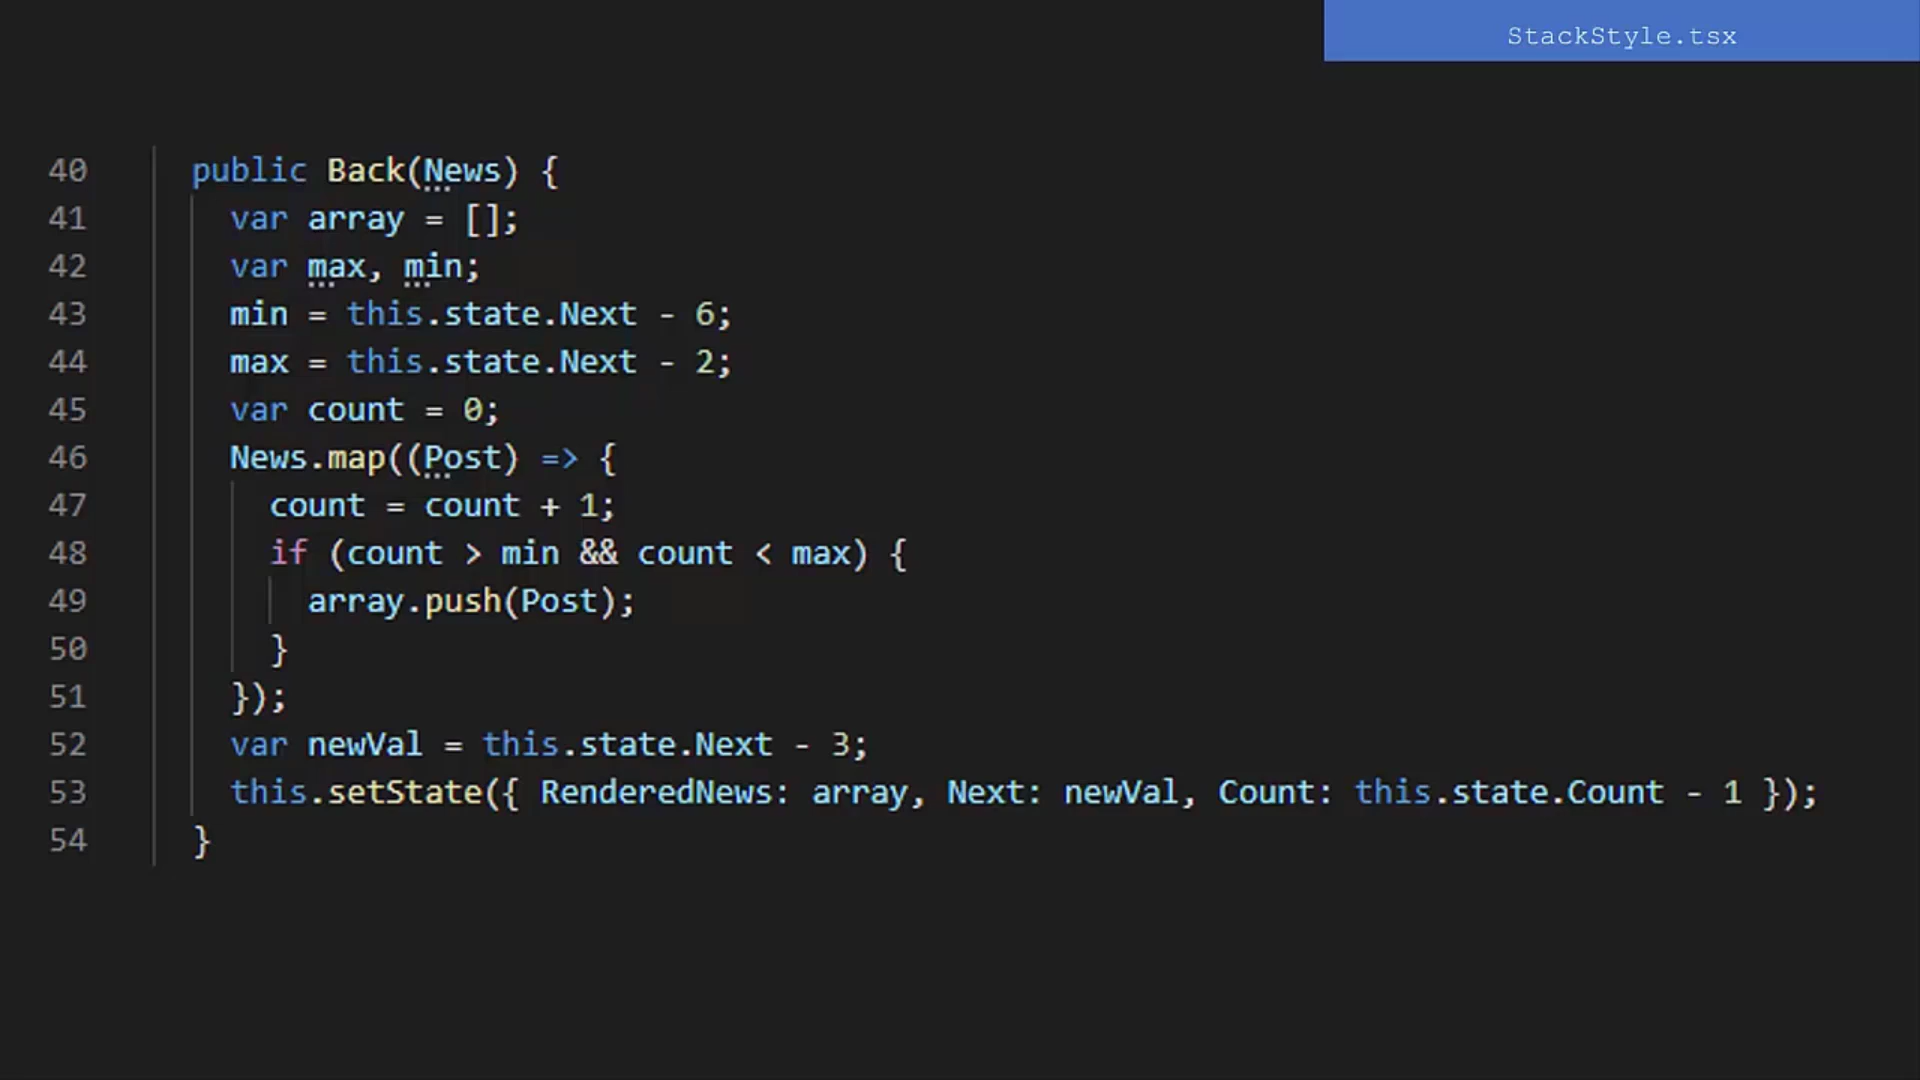 StackStyle.tsx
40 public Back(News) {
41 var array = [];
42 var max, min;
43 min = this.state.Next - 6;
44 max = this.state.Next - 2;
45 var count = 0;
46 News.map((Post) => {
47 count = count + 1;
48 if (count > min && count < max) {
49 array.push(Post);
50 }
51 });
52 var newVal = this.state.Next - 3;
53 this.setState({ RenderedNews: array, Next: newVal, Count: this.state.Count - 1 });
54 }